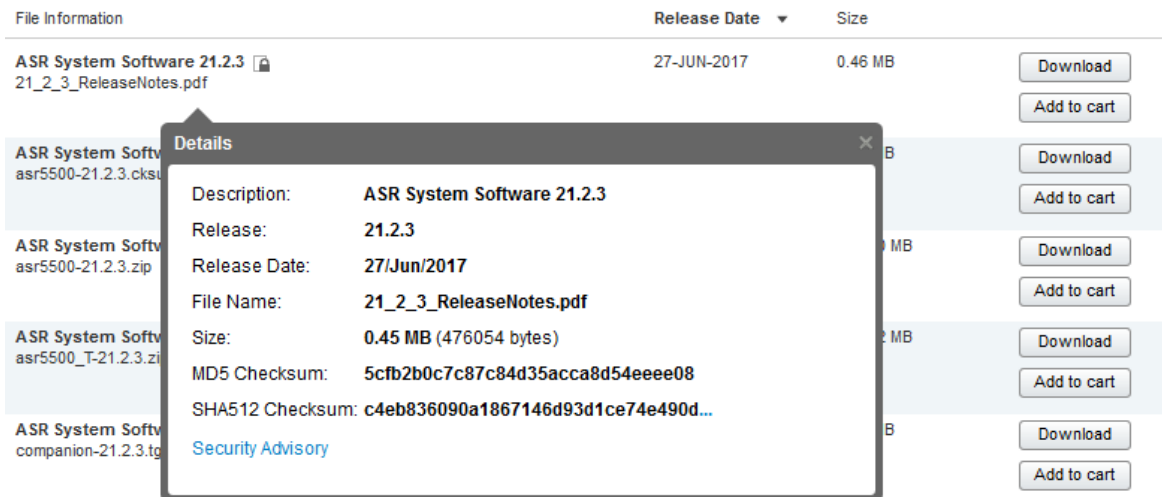 File Information Release Date Size
ASR System Software 21.2.3 27-JUN-2017 0.46 MB Download
21_2_3_ReleaseNotes.pdf
Add to cart
Details
ASR System Softw B Download
asr5500-21.2.3.cksu
Description: ASR System Software 21.2.3
Add to cart
Release: 21.2.3
ASR System Softw MB Download
asr5500-21.2.3.zip
Release Date: 27/Jun/2017
File Name: 21_2_3_ReleaseNotes.pdf Add to cart
ASR System Softw Size: 0.45 MB (476054 bytes) MB Download
asr5500_T-21.2.3.zi
MD5 Checksum: 5cfb2b0c7c87c84d35acca8d54eeee08 Add to cart
SHA512 Checksum: c4eb836090a1867146d93d1ce74e490d...
ASR System Softw B Download
companion-21.2.3.tg
Security Advisory
Add to cart